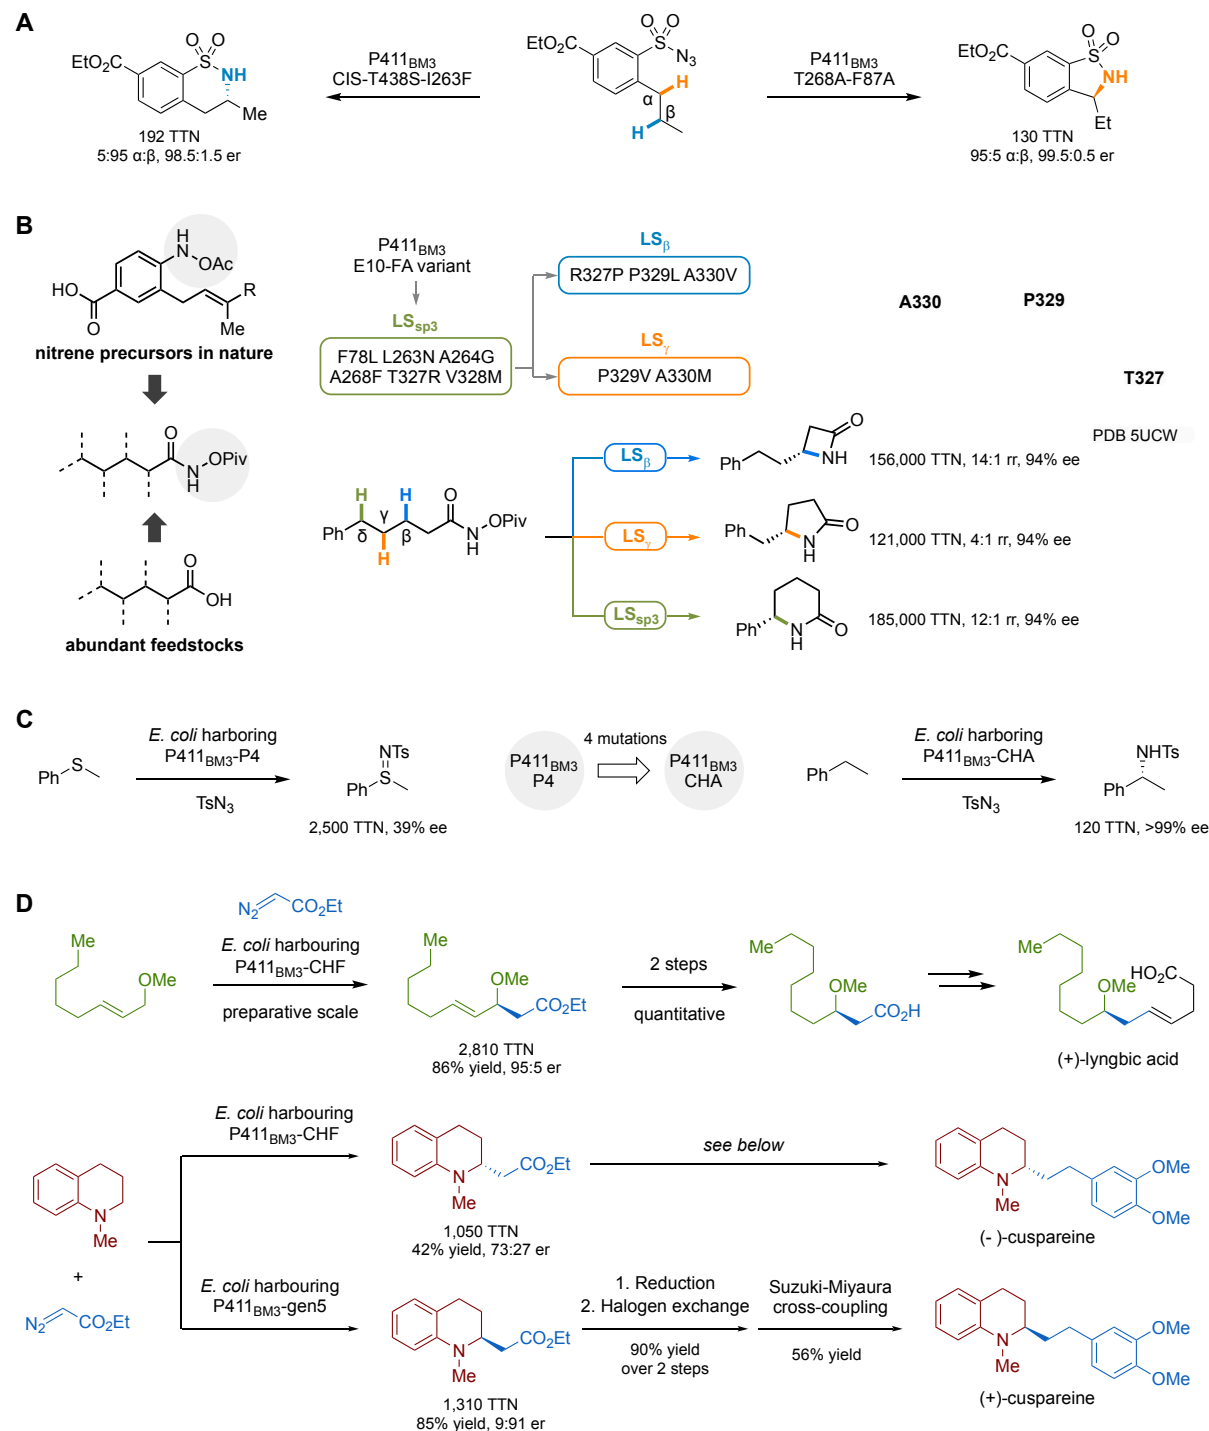 A
EtO₂C
O O
S
NH
Me
192 TTN
5:95 α:β, 98.5:1.5 er
P411BM3
CIS-T438S-I263F
EtO₂C
O O
S
N₃
H
α
β
H
P411BM3
T268A-F87A
EtO₂C
O
S
O
NH
Et
130 TTN
95:5 α:β, 99.5:0.5 er
B
H
N
OAc
HO
O
R
Me
nitrene precursors in nature
O
N
H
OPiv
O
OH
abundant feedstocks
P411BM3
E10-FA variant
LSsp3
F78L L263N A264G
A268F T327R V328M
LSβ
R327P P329L A330V
LSγ
P329V A330M
A330
P329
T327
PDB 5UCW
H
H
O
Ph
δ
γ
β
N
H
OPiv
H
LSβ
Ph
O
NH
156,000 TTN, 14:1 rr, 94% ee
LSγ
Ph
N
H
O
121,000 TTN, 4:1 rr, 94% ee
LSsp3
Ph
N
H
O
185,000 TTN, 12:1 rr, 94% ee
C
Ph
S
E. coli harboring
P411BM3-P4
TsN₃
NTs
S
Ph
2,500 TTN, 39% ee
P411BM3
P4
4 mutations
P411BM3
CHA
Ph
E. coli harboring
P411BM3-CHA
TsN₃
NHTs
Ph
120 TTN, >99% ee
D
Me
OMe
N₂
CO₂Et
E. coli harbouring
P411BM3-CHF
preparative scale
Me
OMe
CO₂Et
2,810 TTN
86% yield, 95:5 er
2 steps
quantitative
Me
OMe
CO₂H
Me
HO₂C
OMe
(+)-lyngbic acid
N
Me
+
N₂
CO₂Et
E. coli harbouring
P411BM3-CHF
N
Me
CO₂Et
1,050 TTN
42% yield, 73:27 er
see below
N
Me
OMe
OMe
(- )-cuspareine
E. coli harbouring
P411BM3-gen5
N
Me
CO₂Et
1,310 TTN
85% yield, 9:91 er
1. Reduction
2. Halogen exchange
90% yield
over 2 steps
Suzuki-Miyaura
cross-coupling
56% yield
N
Me
OMe
OMe
(+)-cuspareine